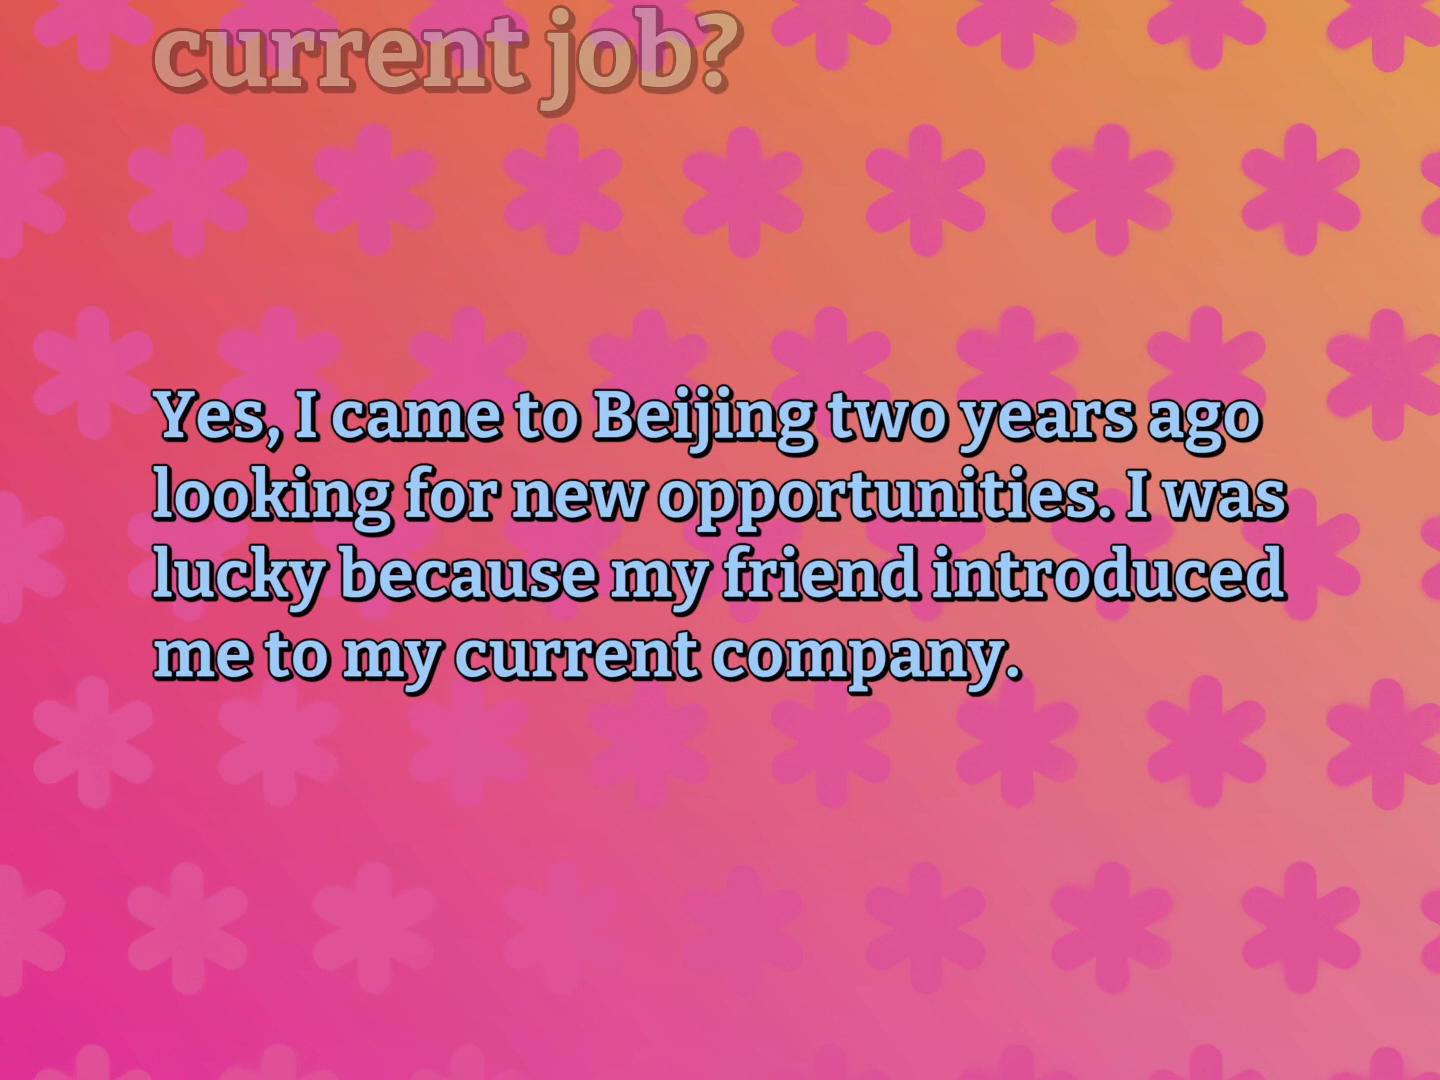 current job?
Yes, I came to Beijing two years ago
looking for new opportunities. I was
lucky because my friend introduced
me to my current company.